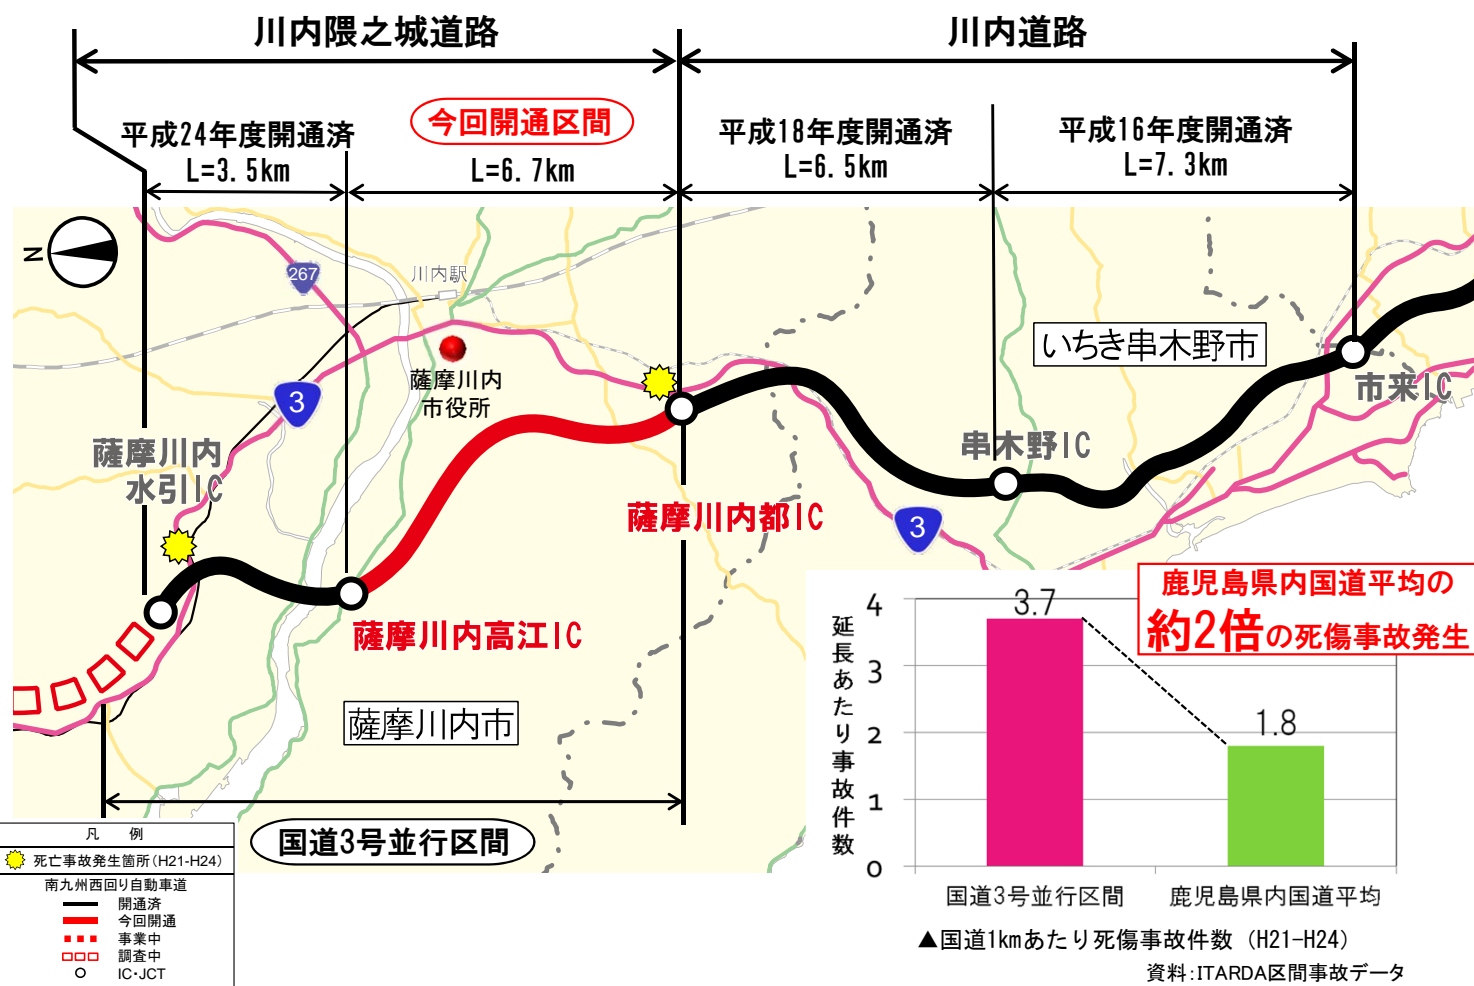 川内隈之城道路
川内道路
平成24年度開通済
L=3.5km
今回開通区間
L=6.7km
平成18年度開通済
L=6.5km
平成16年度開通済
L=7.3km
N
267
川内駅
3
薩摩川内
市役所
いちき串木野市
市来IC
薩摩川内
水引IC
串木野IC
薩摩川内都IC
3
薩摩川内高江IC
薩摩川内市
国道3号並行区間
鹿児島県内国道平均の
約2倍の死傷事故発生
延長あたり事故件数
4
3
2
1
0
3.7
1.8
国道3号並行区間
鹿児島県内国道平均
▲国道1kmあたり死傷事故件数（H21-H24）
資料:ITARDA区間事故データ
凡　例
死亡事故発生箇所(H21-H24)
南九州西回り自動車道
開通済
今回開通
事業中
調査中
IC・JCT